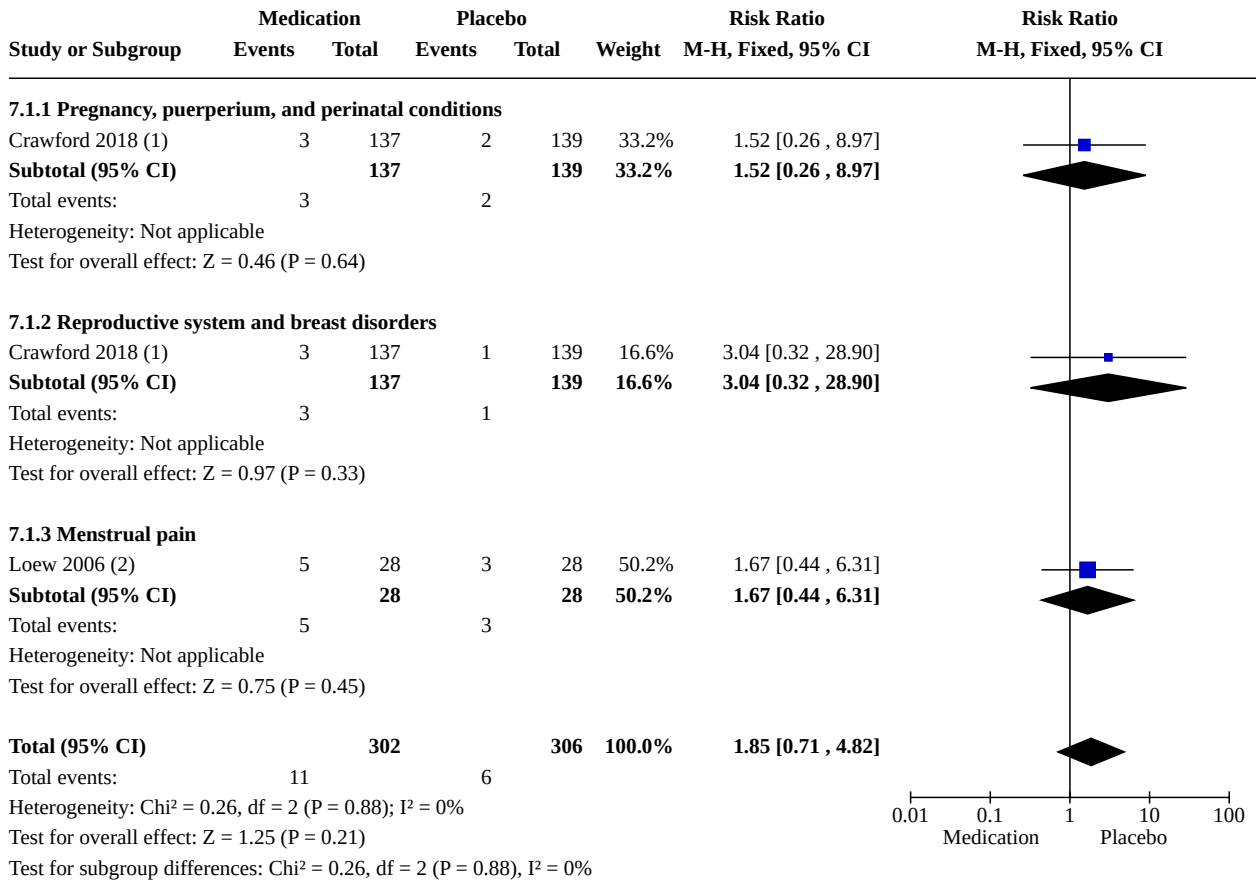 Medication Placebo Risk Ratio Risk Ratio
Study or Subgroup Events Total Events Total Weight M-H, Fixed, 95% CI M-H, Fixed, 95% CI
7.1.1 Pregnancy, puerperium, and perinatal conditions
Crawford 2018 (1) 3 137 2 139 33.2% 1.52 [0.26 , 8.97]
Subtotal (95% CI) 137 139 33.2% 1.52 [0.26 , 8.97]
Total events: 3 2
Heterogeneity: Not applicable
Test for overall effect: Z = 0.46 (P = 0.64)
7.1.2 Reproductive system and breast disorders
Crawford 2018 (1) 3 137 1 139 16.6% 3.04 [0.32 , 28.90]
Subtotal (95% CI) 137 139 16.6% 3.04 [0.32 , 28.90]
Total events: 3 1
Heterogeneity: Not applicable
Test for overall effect: Z = 0.97 (P = 0.33)
7.1.3 Menstrual pain
Loew 2006 (2) 5 28 3 28 50.2% 1.67 [0.44 , 6.31]
Subtotal (95% CI) 28 28 50.2% 1.67 [0.44 , 6.31]
Total events: 5 3
Heterogeneity: Not applicable
Test for overall effect: Z = 0.75 (P = 0.45)
Total (95% CI) 302 306 100.0% 1.85 [0.71 , 4.82]
Total events: 11 6
Heterogeneity: Chi² = 0.26, df = 2 (P = 0.88); I² = 0%
0.01 0.1 1 10 100
Test for overall effect: Z = 1.25 (P = 0.21)
Medication Placebo
Test for subgroup differences: Chi² = 0.26, df = 2 (P = 0.88), I² = 0%